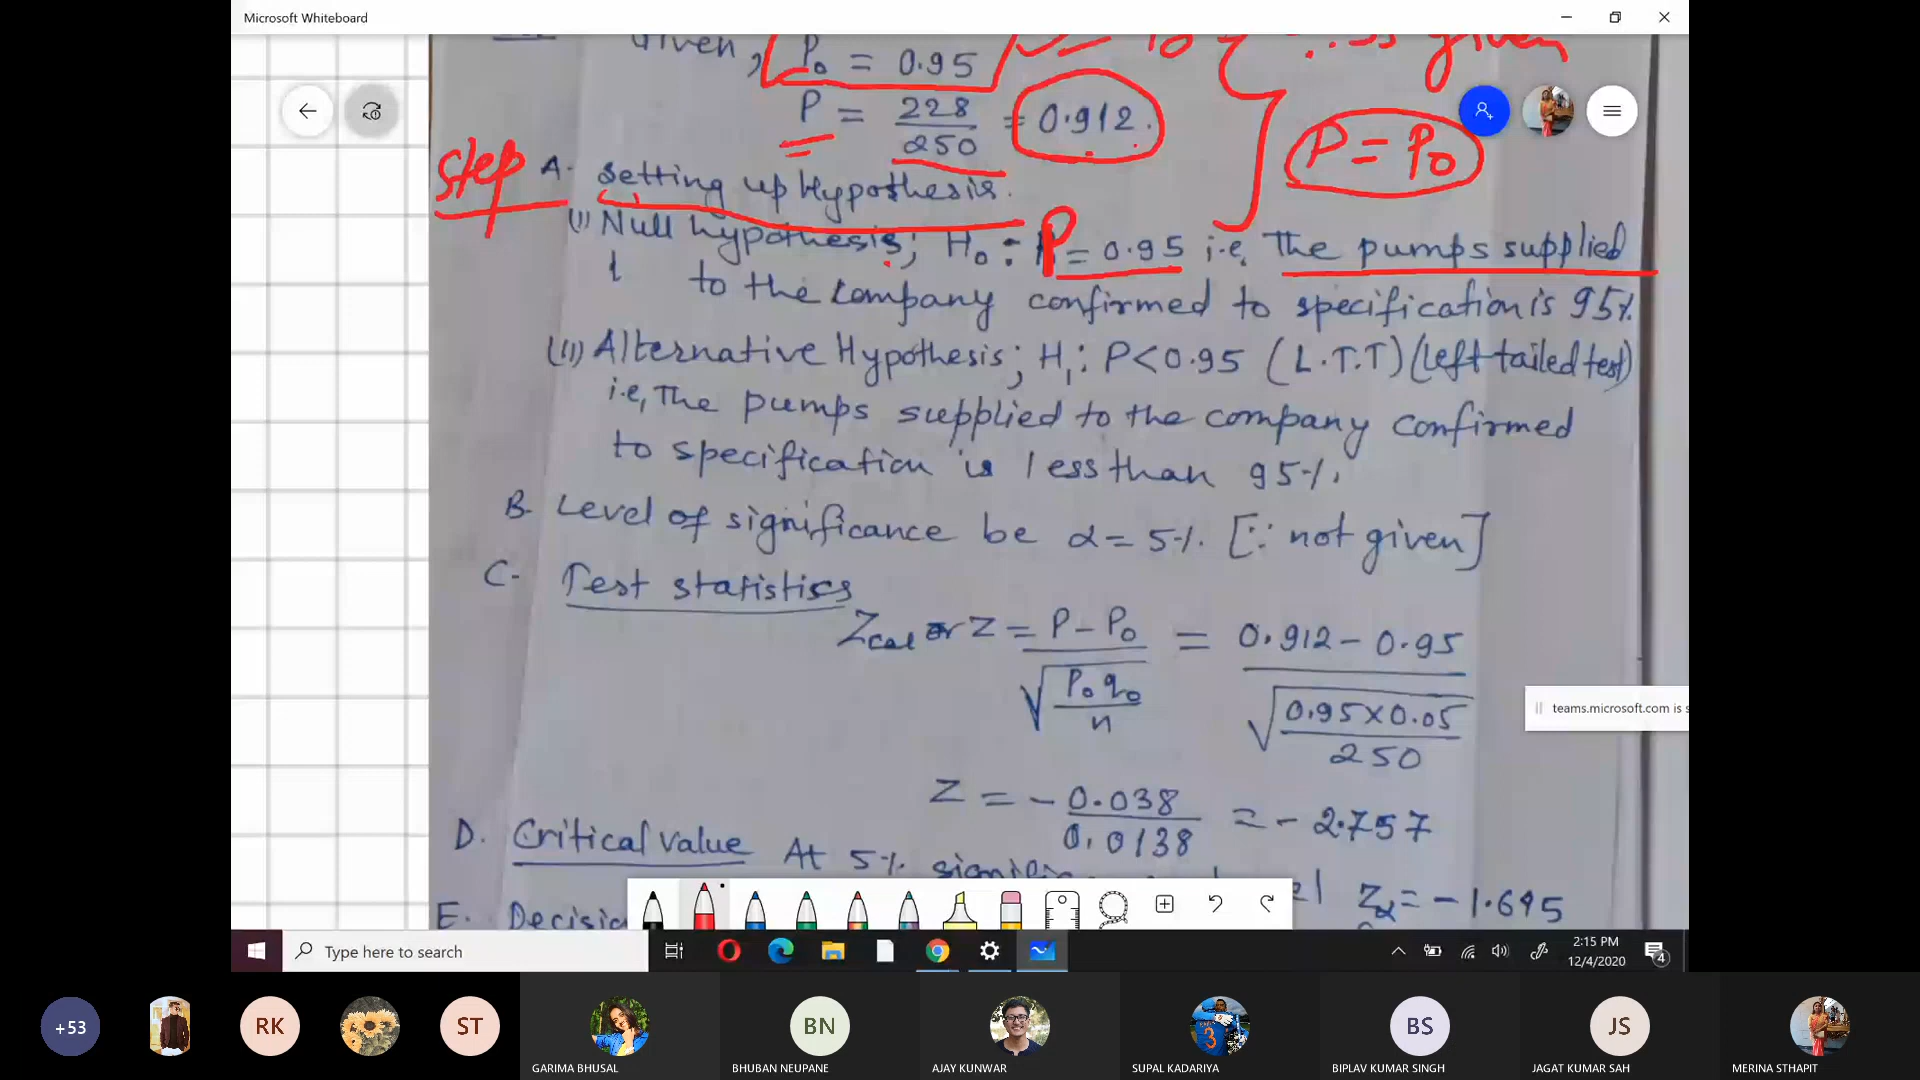 Microsoft Whiteboard
Given, P₀ = 0.95
given
P = 228/250 = 0.912.
P = P₀
Step A. Setting up Hypothesis.
(i) Null hypothesis; H₀ : P = 0.95 i.e, The pumps supplied
to the company confirmed to specification is 95%.
(ii) Alternative Hypothesis; H₁: P < 0.95 (L.T.T) (Left tailed test)
i.e, The pumps supplied to the company confirmed
to specification is less than 95%.
B. Level of significance be α = 5%. [∵ not given]
C. Test statistics
Zcal or Z = P - P₀ / √(P₀q₀/n) = 0.912 - 0.95 / √(0.95×0.05/250)
teams.microsoft.com is s
Z = -0.038/0.0138 = -2.757
D. Critical value At 5% Zα = -1.645
E.
Type here to search
2:15 PM
12/4/2020
4
+53
RK
ST
BN
BS
JS
GARIMA BHUSAL
BHUBAN NEUPANE
AJAY KUNWAR
SUPAL KADARIYA
BIPLAV KUMAR SINGH
JAGAT KUMAR SAH
MERINA STHAPIT